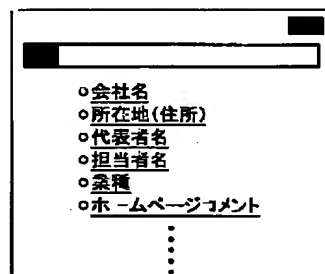 ○会社名
○所在地(住所)
○代表者名
○担当者名
○業種
○ホームページコメント